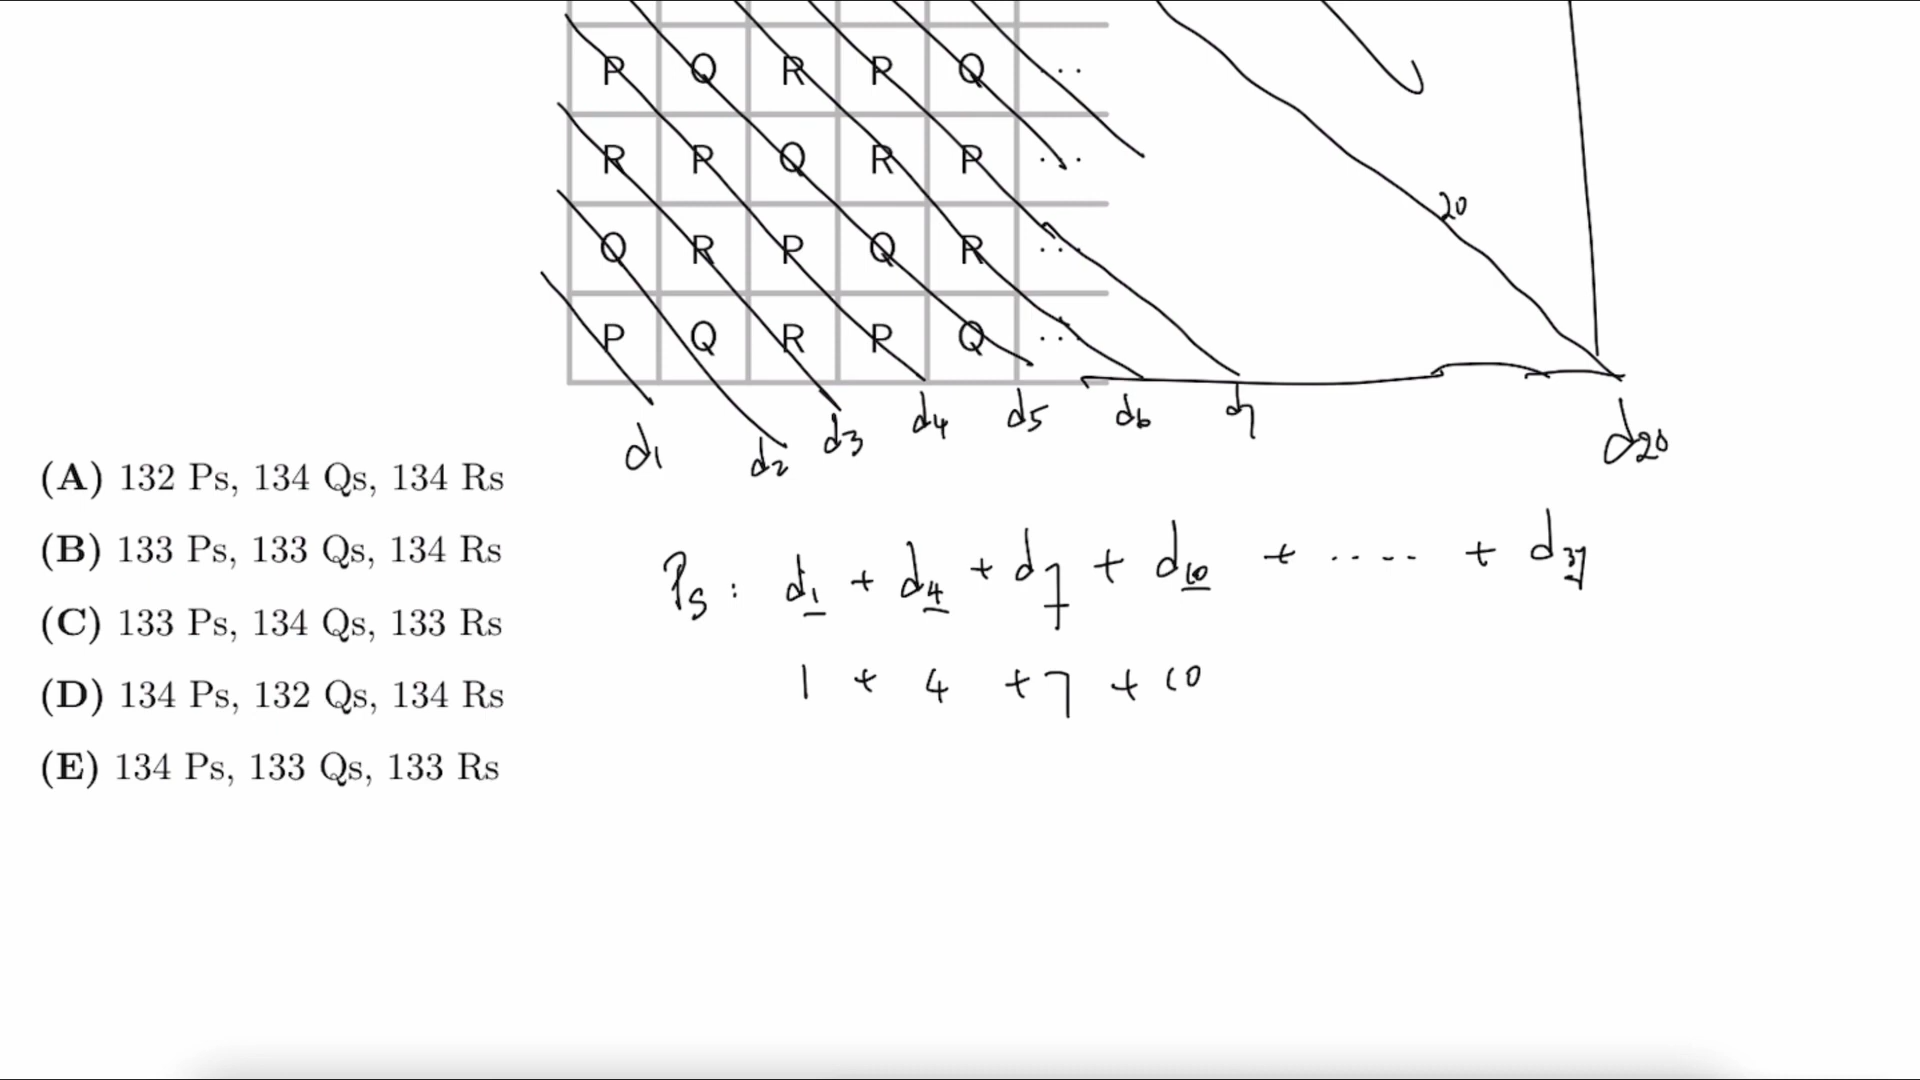 P Q R P Q ..
R P Q R P ...
Q R P Q R ...
P Q R P Q ...
20
d1 d2 d3 d4 d5 d6 d7 d20
(A) 132 Ps, 134 Qs, 134 Rs
(B) 133 Ps, 133 Qs, 134 Rs
(C) 133 Ps, 134 Qs, 133 Rs
(D) 134 Ps, 132 Qs, 134 Rs
(E) 134 Ps, 133 Qs, 133 Rs
Ps : d1 + d4 + d7 + d10 + ..... + d37
1 + 4 + 7 + 10